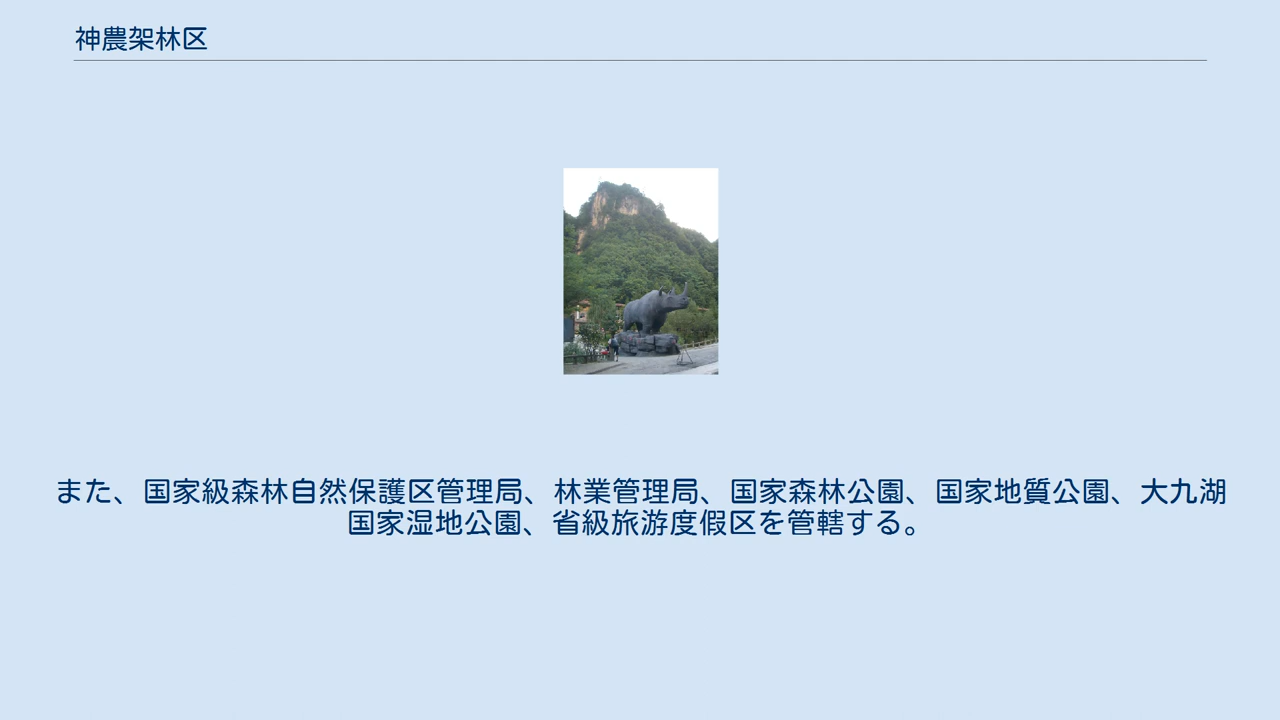 神農架林区
また、国家級森林自然保護区管理局、林業管理局、国家森林公園、国家地質公園、大九湖
国家湿地公園、省級旅游度假区を管轄する。